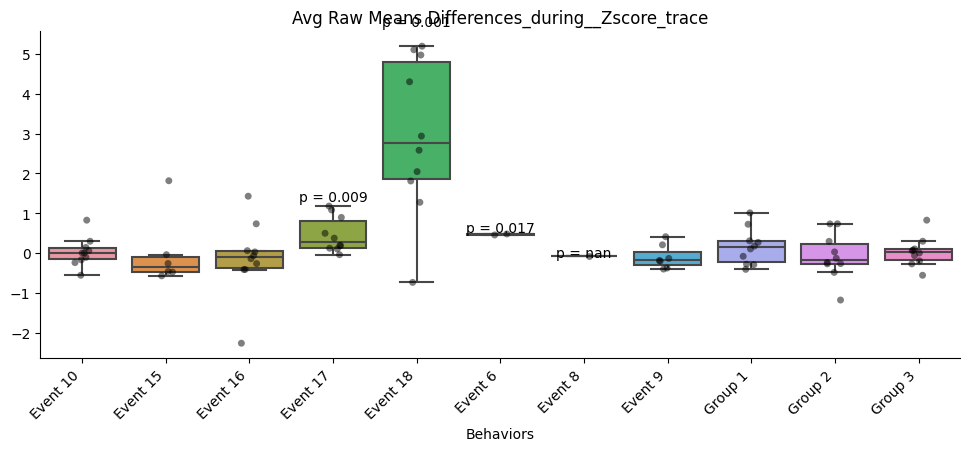 Avg Raw Means Differences_during__Zscore_trace
p = 0.001
p = 0.009
p = 0.017
p = nan
5
4
3
2
1
0
−1
−2
Event 10
Event 15
Event 16
Event 17
Event 18
Event 6
Event 8
Event 9
Group 1
Group 2
Group 3
Behaviors